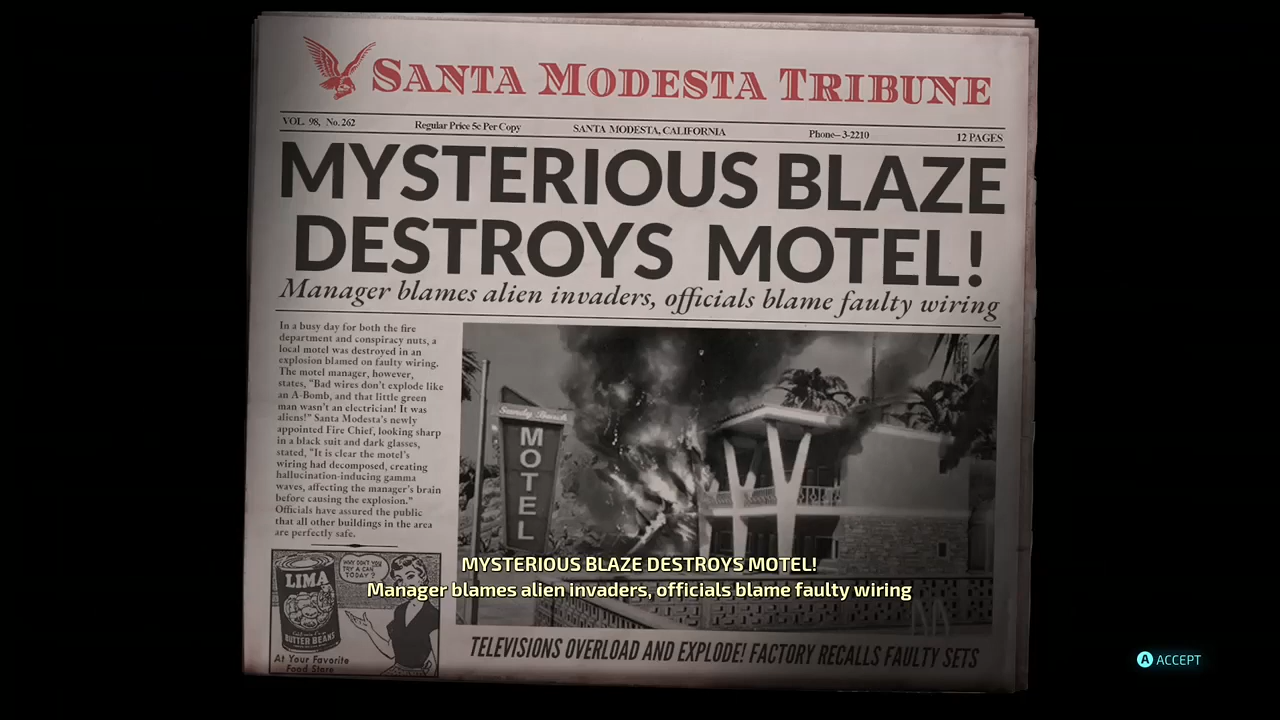 SANTA MODESTA TRIBUNE
VOL. 98, No. 262 Regular Price 5c Per Copy SANTA MODESTA, CALIFORNIA Phone—3-2210 12 PAGES
MYSTERIOUS BLAZE
DESTROYS MOTEL!
Manager blames alien invaders, officials blame faulty wiring
In a busy day for both the fire
department and conspiracy nuts, a
local motel was destroyed in an
explosion blamed on faulty wiring.
The motel manager, however,
states, "Bad wires don't explode like
an A-Bomb, and that little green
man wasn't an electrician! It was
aliens!" Santa Modesta's newly
appointed Fire Chief, looking sharp
in a black suit and dark glasses,
stated, "It is clear the motel's
wiring had decomposed, creating
hallucination-inducing gamma
waves, affecting the manager's brain
before causing the explosion."
Officials have assured the public
that all other buildings in the area
are perfectly safe.
Sandy Beach
MOTEL
LIMA
BUTTER BEANS
WHY DON'T YOU
TRY A CAN
TODAY?
At Your Favorite
Food Store
MYSTERIOUS BLAZE DESTROYS MOTEL!
Manager blames alien invaders, officials blame faulty wiring
TELEVISIONS OVERLOAD AND EXPLODE! FACTORY RECALLS FAULTY SETS
A ACCEPT